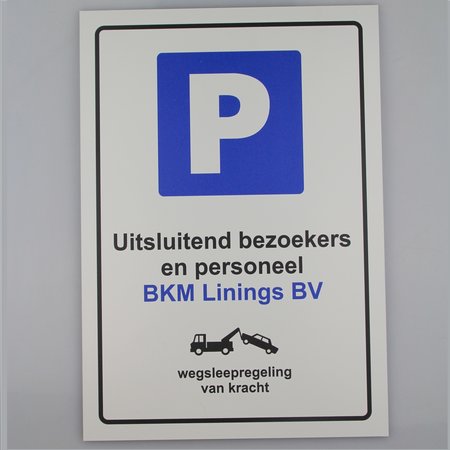 P
Uitsluitend bezoekers
en personeel
BKM Linings BV
wegsleepregeling
van kracht